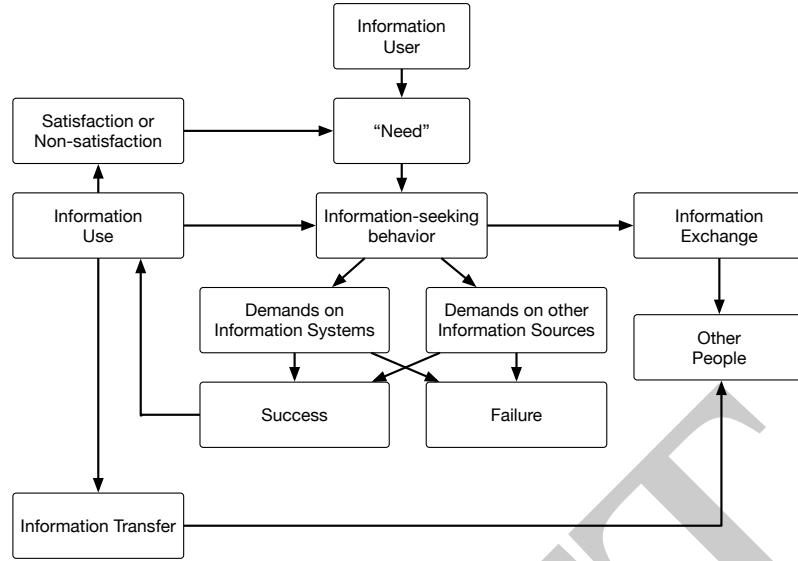 Information
User
Satisfaction or
Non-satisfaction
“Need”
Information
Use
Information-seeking
behavior
Information
Exchange
Demands on
Information Systems
Demands on other
Information Sources
Other
People
Success
Failure
Information Transfer
T